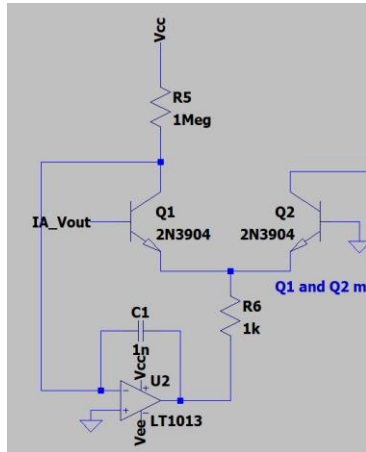 Vcc
R5
1Meg
IA_Vout
Q1
2N3904
Q2
2N3904
Q1 and Q2 m
R6
1k
C1
1n
Vcc
U2
LT1013
Vee